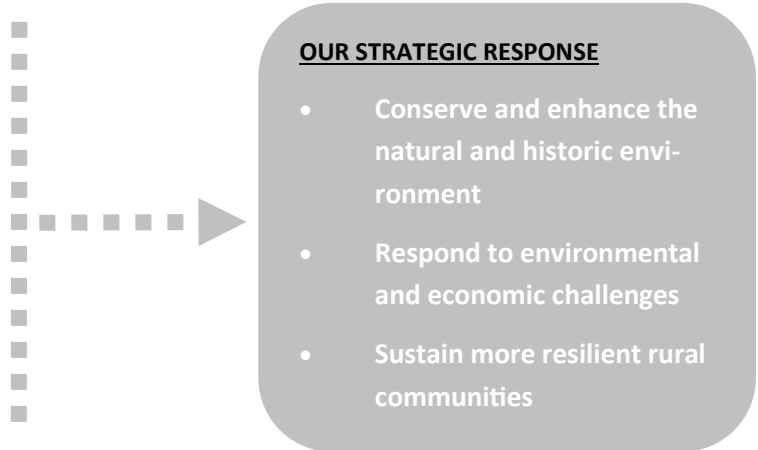 OUR STRATEGIC RESPONSE
• Conserve and enhance the
natural and historic envi-
ronment
• Respond to environmental
and economic challenges
• Sustain more resilient rural
communities